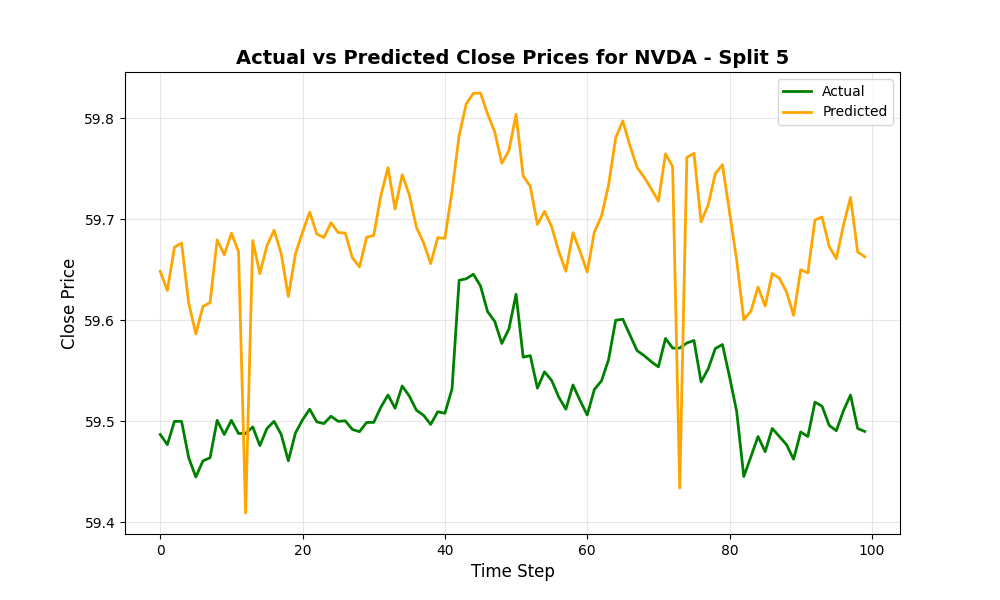 Actual vs Predicted Close Prices for NVDA - Split 5
Actual
Predicted
Close Price
59.8
59.7
59.6
59.5
59.4
0 20 40 60 80 100
Time Step